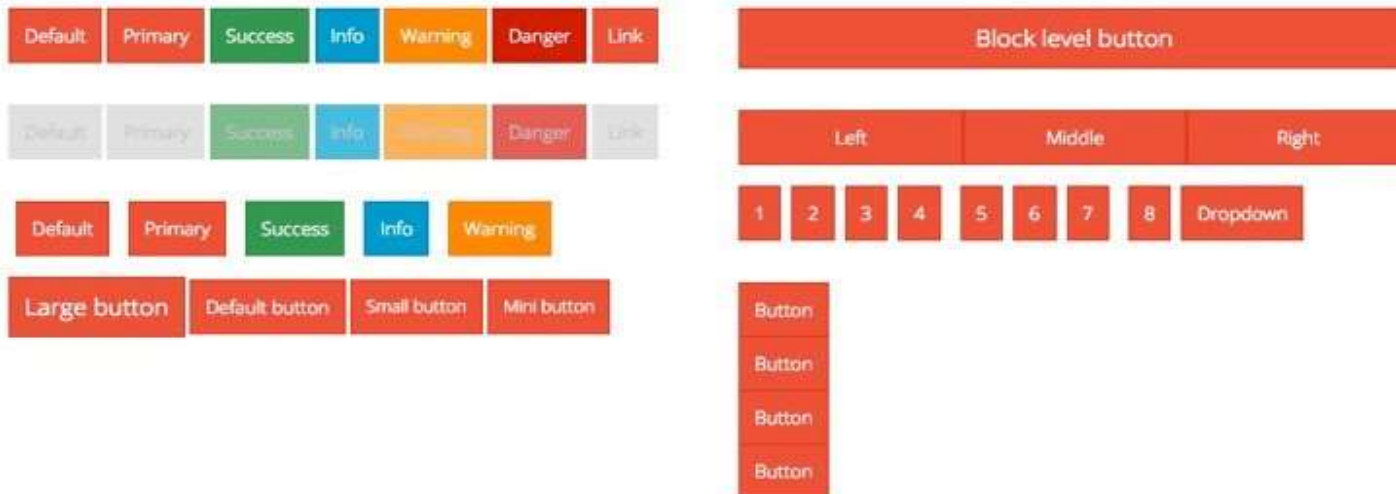 Default Primary Success Info Warning Danger Link
Default Primary Success Info Warning Danger Link
Default Primary Success Info Warning
Large button Default button Small button Mini button
Block level button
Left Middle Right
1 2 3 4 5 6 7 8 Dropdown
Button
Button
Button
Button